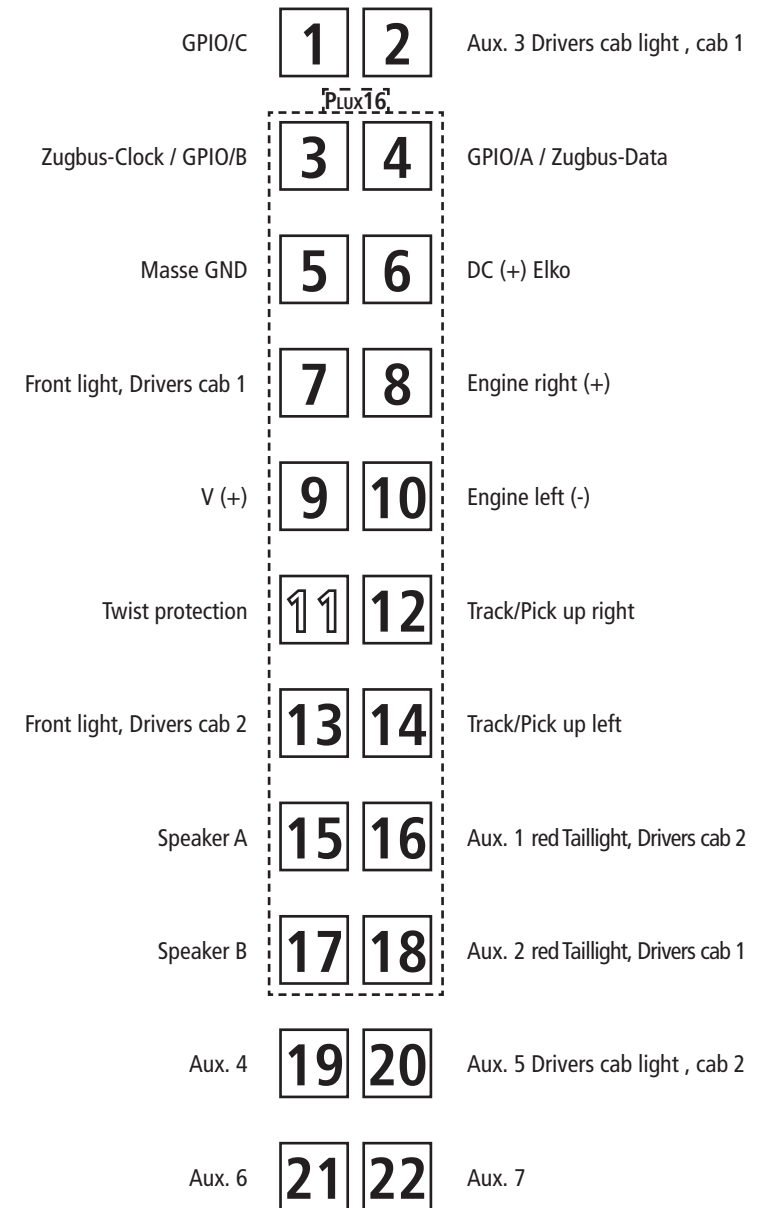 GPIO/C 1 2 Aux. 3 Drivers cab light , cab 1
PLUX16
Zugbus-Clock / GPIO/B 3 4 GPIO/A / Zugbus-Data
Masse GND 5 6 DC (+) Elko
Front light, Drivers cab 1 7 8 Engine right (+)
V (+) 9 10 Engine left (-)
Twist protection 11 12 Track/Pick up right
Front light, Drivers cab 2 13 14 Track/Pick up left
Speaker A 15 16 Aux. 1 red Taillight, Drivers cab 2
Speaker B 17 18 Aux. 2 red Taillight, Drivers cab 1
Aux. 4 19 20 Aux. 5 Drivers cab light , cab 2
Aux. 6 21 22 Aux. 7